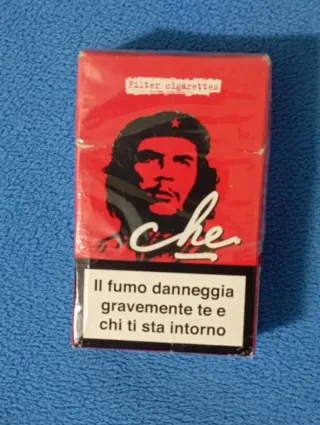 Filter cigarettes
che
Il fumo danneggia
gravemente te e
chi ti sta intorno